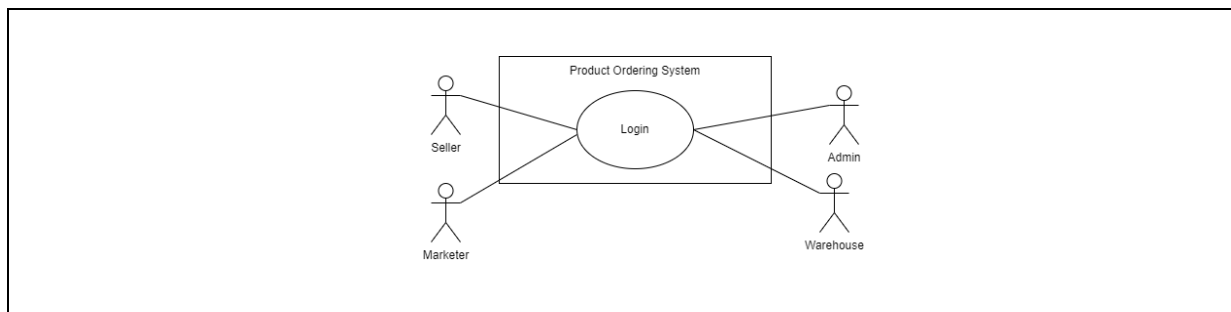 Product Ordering System
Login
Seller
Admin
Marketer
Warehouse